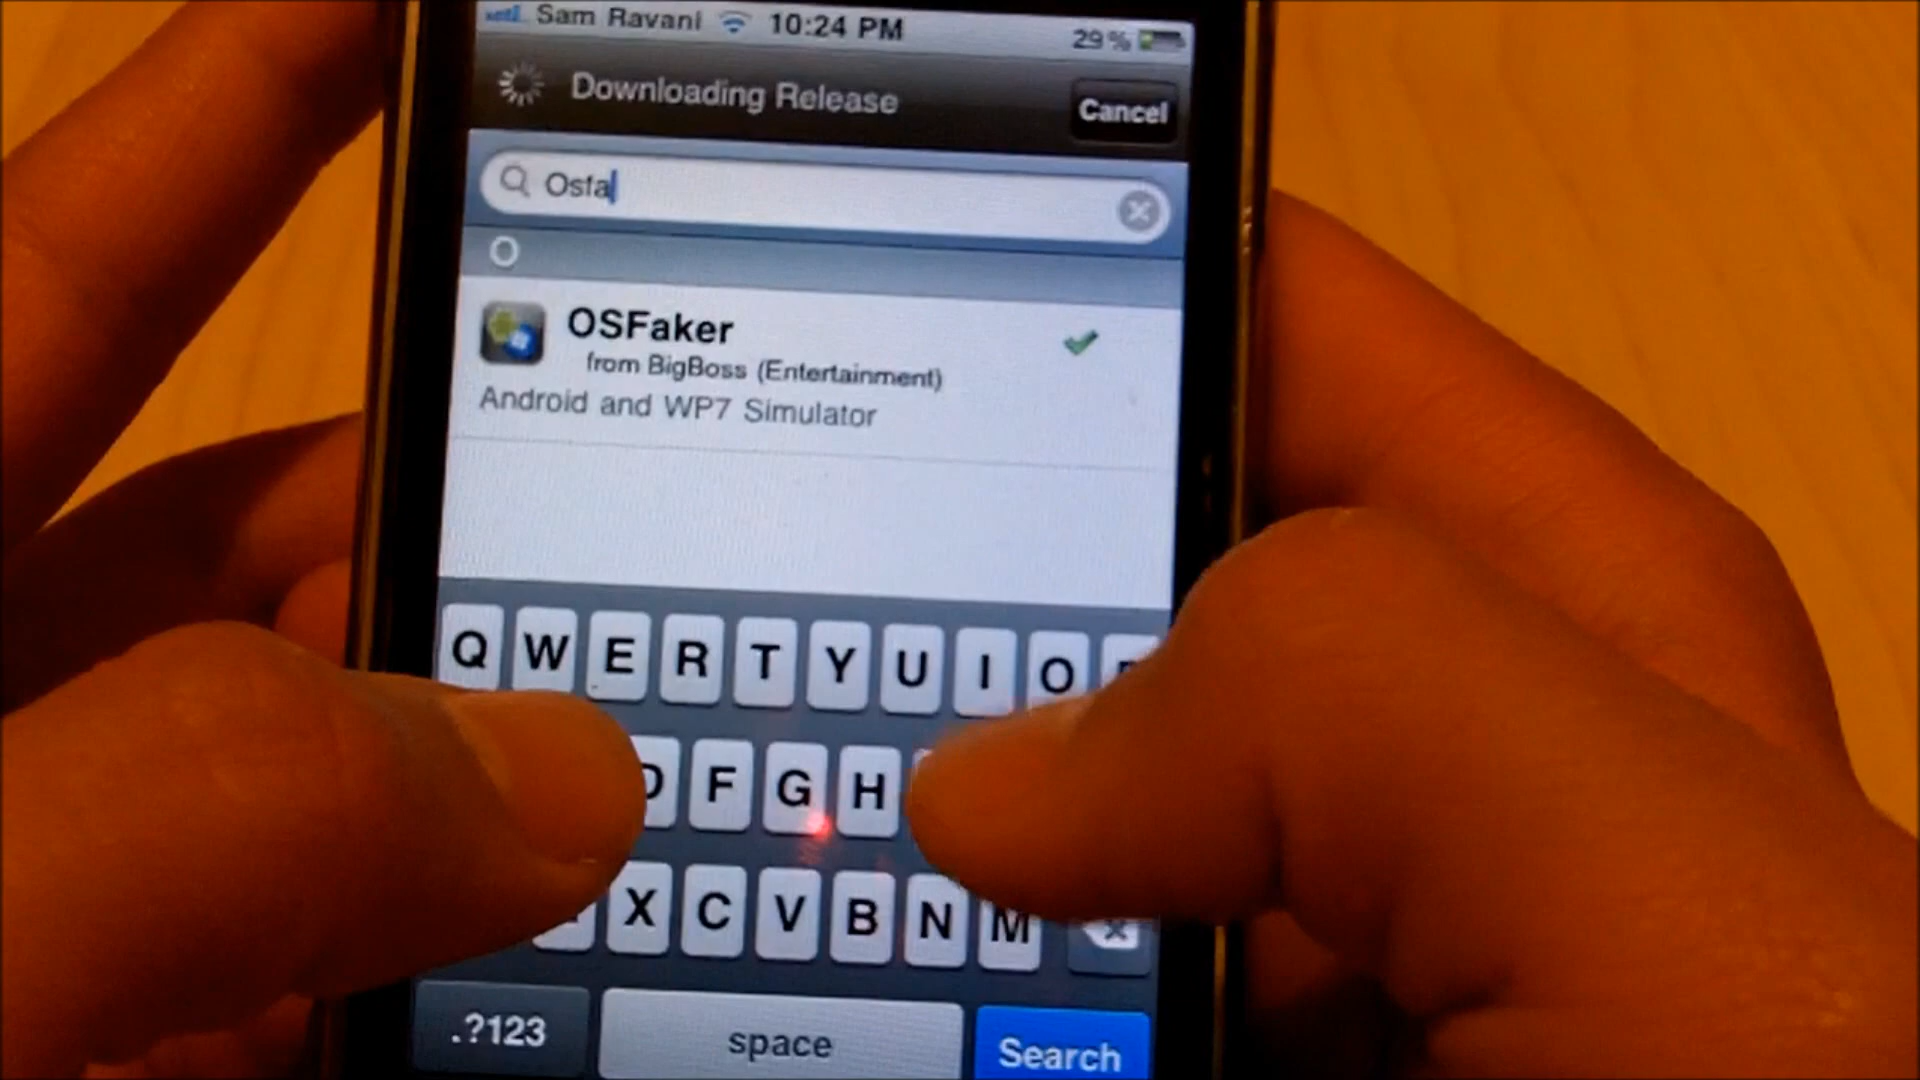 Sam Ravani 10:24 PM 29%
Downloading Release Cancel
Osfa
O
OSFaker
from BigBoss (Entertainment)
Android and WP7 Simulator
Q W E R T Y U I O
F G H
X C V B N M
.?123 space Search